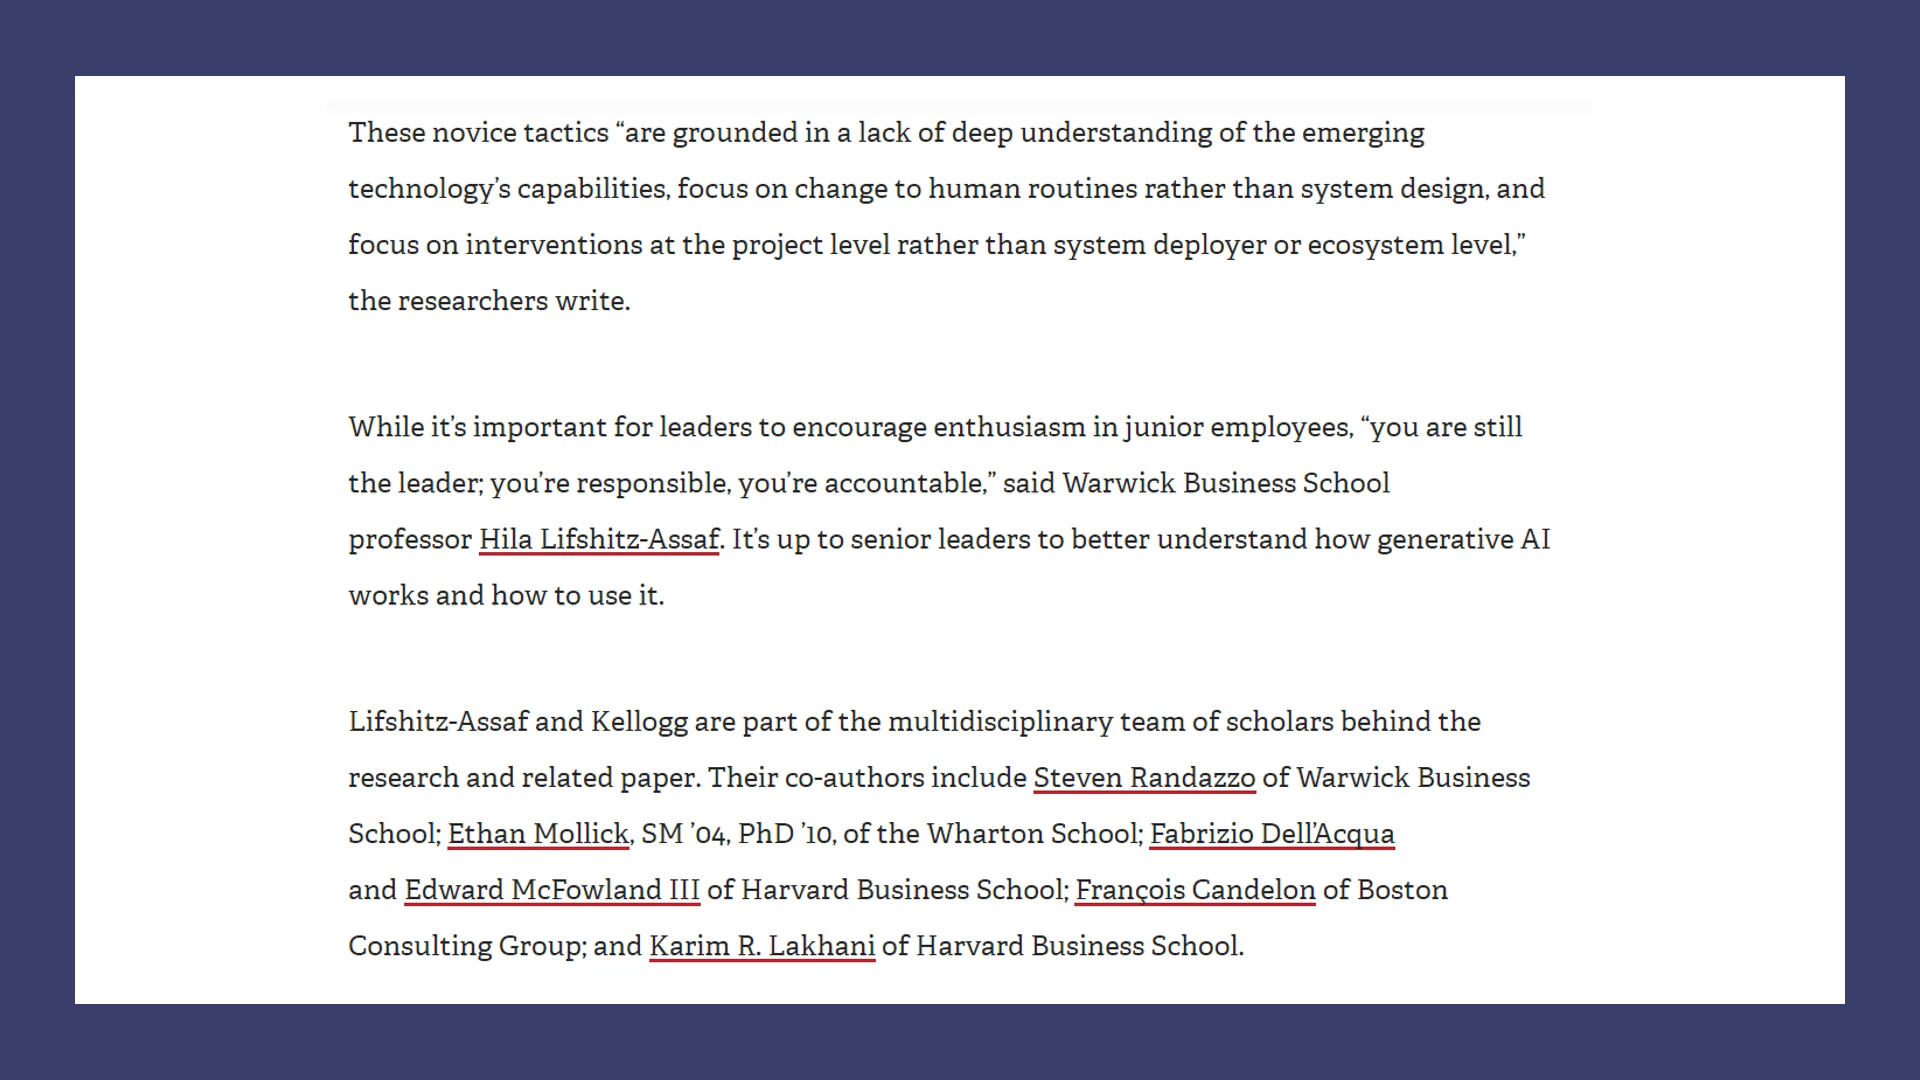 These novice tactics “are grounded in a lack of deep understanding of the emerging
technology’s capabilities, focus on change to human routines rather than system design, and
focus on interventions at the project level rather than system deployer or ecosystem level,”
the researchers write.
While it’s important for leaders to encourage enthusiasm in junior employees, “you are still
the leader; you’re responsible, you’re accountable,” said Warwick Business School
professor Hila Lifshitz-Assaf. It’s up to senior leaders to better understand how generative AI
works and how to use it.
Lifshitz-Assaf and Kellogg are part of the multidisciplinary team of scholars behind the
research and related paper. Their co-authors include Steven Randazzo of Warwick Business
School; Ethan Mollick, SM ’04, PhD ’10, of the Wharton School; Fabrizio Dell’Acqua
and Edward McFowland III of Harvard Business School; François Candelon of Boston
Consulting Group; and Karim R. Lakhani of Harvard Business School.